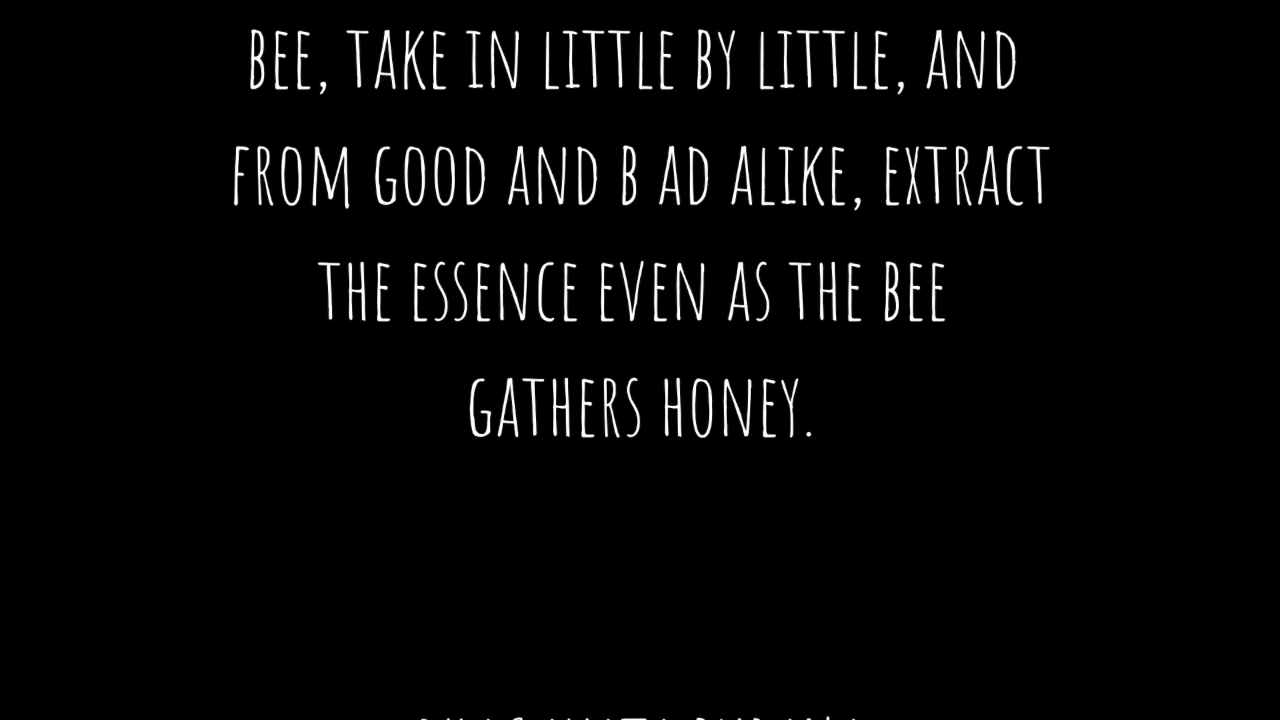 BEE, TAKE IN LITTLE BY LITTLE, AND
FROM GOOD AND B AD ALIKE, EXTRACT
THE ESSENCE EVEN AS THE BEE
GATHERS HONEY.